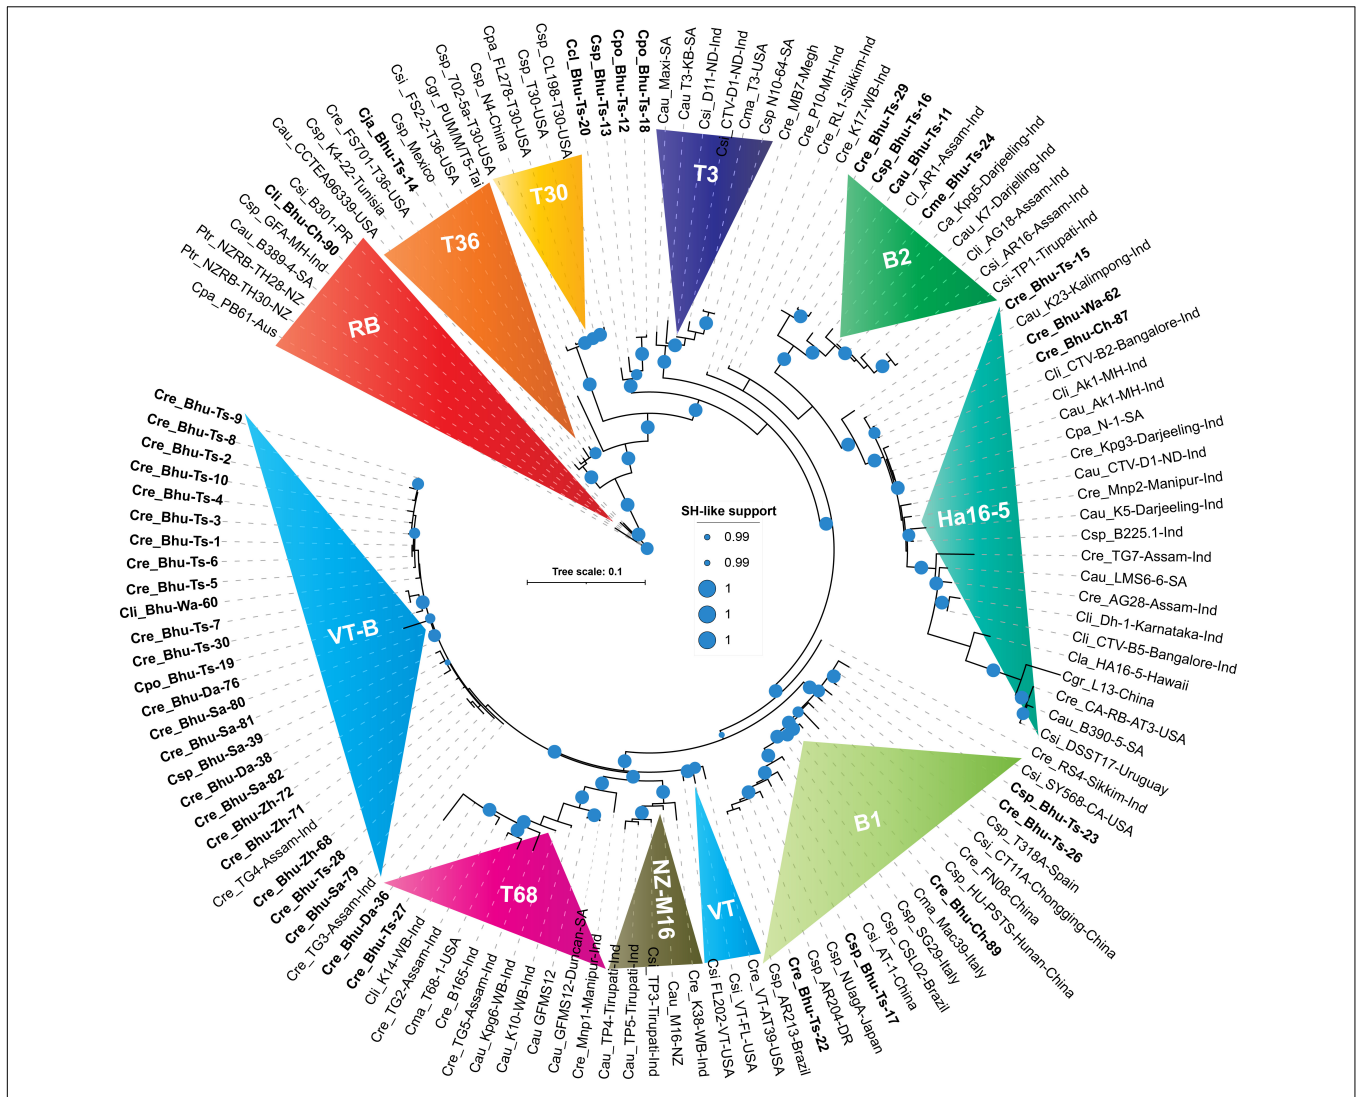 Cpa_PB61-Aus
Ptr_NZRB-TH30-NZ
Ptr_NZRB-TH28-NZ
Cau_B389-4-SA
Csp_GFA-MH-Ind
Cli_Bhu-Ch-90
Csi_B301-PR
Cau_CCTEA96339-USA
Csp_K4-22-Tunisia
Cre_FS701-T36-USA
Cja_Bhu-Ts-14
Csp_Mexico
Csi_FS2-2-T36-USA
Cgr_PUM/M/T5-Tai
Csp_702-5a-T30-USA
Csp_N4-China
Cpa_FL278-T30-USA
Csp_T30-USA
Csp_CL198-T30-USA
Ccl_Bhu-Ts-20
Csp_Bhu-Ts-13
Cpo_Bhu-Ts-12
Cpo_Bhu-Ts-18
Cau_Maxi-SA
Cau T3-KB-SA
Csi_D11-ND-Ind
Csi_CTV-D1-ND-Ind
Cma_T3-USA
Csp N10-64-SA
Cre_MB7-Megh
Cre_P10-MH-Ind
Cre_RL1-Sikkim-Ind
Cre_K17-WB-Ind
Cre_Bhu-Ts-29
Csp_Bhu-Ts-16
Cau_Bhu-Ts-11
Cl_AR1-Assam-Ind
Cme_Bhu-Ts-24
Ca_Kpg5-Darjeeling-Ind
Cau_K7-Darjelling-Ind
Cli_AG18-Assam-Ind
Csi_AR16-Assam-Ind
Csi-TP1-Tirupati-Ind
Cre_Bhu-Ts-15
Cau_K23-Kalimpong-Ind
Cre_Bhu-Wa-62
Cre_Bhu-Ch-87
Cli_CTV-B2-Bangalore-Ind
Cli_Ak1-MH-Ind
Cau_Ak1-MH-Ind
Cpa_N-1-SA
Cre_Kpg3-Darjeeling-Ind
Cau_CTV-D1-ND-Ind
Cre_Mnp2-Manipur-Ind
Cau_K5-Darjeeling-Ind
Csp_B225.1-Ind
Cre_TG7-Assam-Ind
Cau_LMS6-6-SA
Cre_AG28-Assam-Ind
Cli_Dh-1-Karnataka-Ind
Cli_CTV-B5-Bangalore-Ind
Cla_HA16-5-Hawaii
Cgr_L13-China
Cre_CA-RB-AT3-USA
Cau_B390-5-SA
Csi_DSST17-Uruguay
Cre_RS4-Sikkim-Ind
Csi_SY568-CA-USA
Csp_Bhu-Ts-23
Cre_Bhu-Ts-26
Csp_T318A-Spain
Csi_CT11A-Chongging-China
Cre_FN08-China
Csp_HU-PSTS-Hunan-China
Cre_Bhu-Ch-89
Cma_Mac39-Italy
Csp_SG29-Italy
Csp_CSL02-Brazil
Csi_AT-1-China
Csp_Bhu-Ts-17
Csp_NUagA-Japan
Csp_AR204-DR
Cre_Bhu-Ts-22
Csp_AR213-Brazil
Cre_VT-AT39-USA
Csi_VT-FL-USA
Csi FL202-VT-USA
Cre_K38-WB-Ind
Cau_M16-NZ
Csi_TP3-Tirupati-Ind
Cau_TP5-Tirupati-Ind
Cau_TP4-Tirupati-Ind
Cre_Mnp1-Manipur-Ind
Cau_GFMS12-Duncan-SA
Cau GFMS12
Cau_K10-WB-Ind
Cau_Kpg6-WB-Ind
Cre_TG5-Assam-Ind
Cre_B165-Ind
Cma_T68-1-USA
Cre_TG2-Assam-Ind
Cli_K14-WB-Ind
Cre_Bhu-Ts-27
Cre_Bhu-Da-36
Cre_TG3-Assam-Ind
Cre_Bhu-Sa-79
Cre_Bhu-Ts-28
Cre_Bhu-Zh-68
Cre_TG4-Assam-Ind
Cre_Bhu-Zh-71
Cre_Bhu-Zh-72
Cre_Bhu-Sa-82
Cre_Bhu-Da-38
Csp_Bhu-Sa-39
Cre_Bhu-Sa-81
Cre_Bhu-Sa-80
Cre_Bhu-Da-76
Cpo_Bhu-Ts-19
Cre_Bhu-Ts-30
Cre_Bhu-Ts-7
Cli_Bhu-Wa-60
Cre_Bhu-Ts-5
Cre_Bhu-Ts-6
Cre_Bhu-Ts-1
Cre_Bhu-Ts-3
Cre_Bhu-Ts-4
Cre_Bhu-Ts-10
Cre_Bhu-Ts-2
Cre_Bhu-Ts-8
Cre_Bhu-Ts-9
RB
T36
T30
T3
B2
Ha16-5
B1
VT
NZ-M16
T68
VT-B
SH-like support
0.99
0.99
1
1
1
Tree scale: 0.1